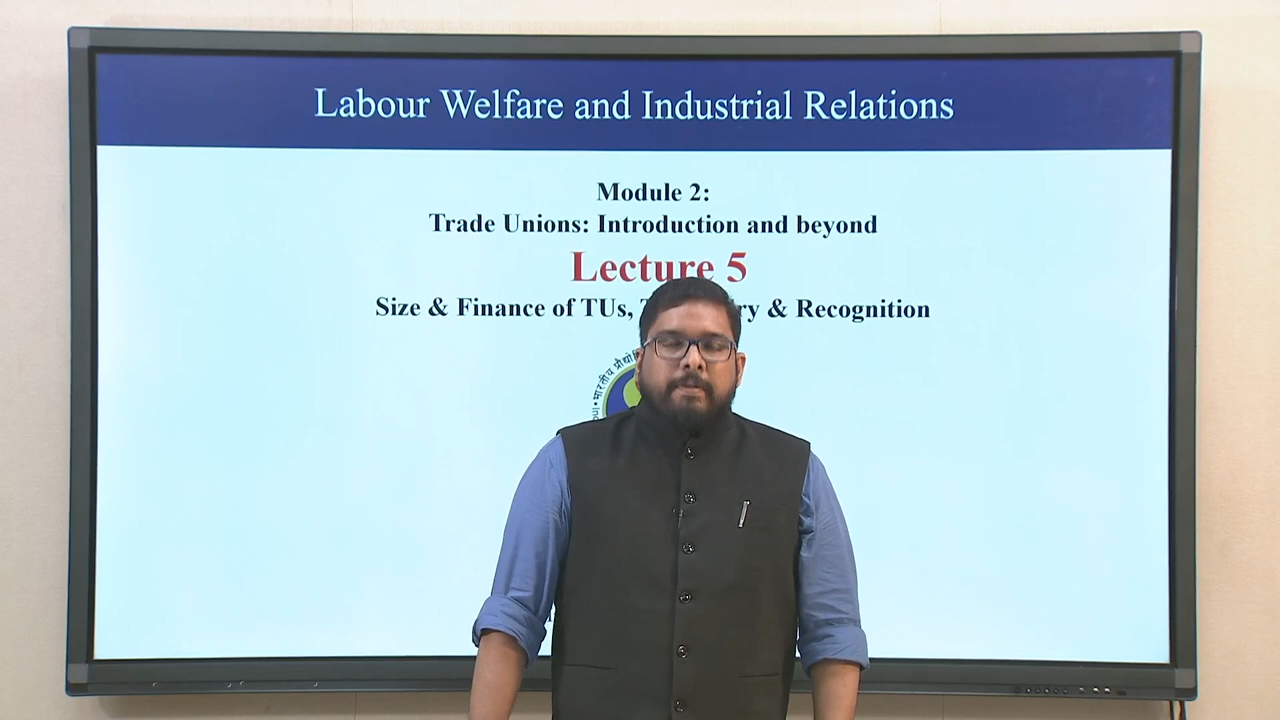 Labour Welfare and Industrial Relations
Module 2:
Trade Unions: Introduction and beyond
Lecture 5
Size & Finance of TUs, & Recognition
भारतीय